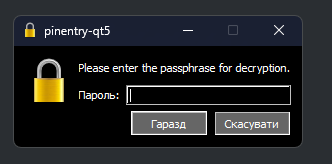 pinentry-qt5
Please enter the passphrase for decryption.
Пароль:
Гаразд Скасувати